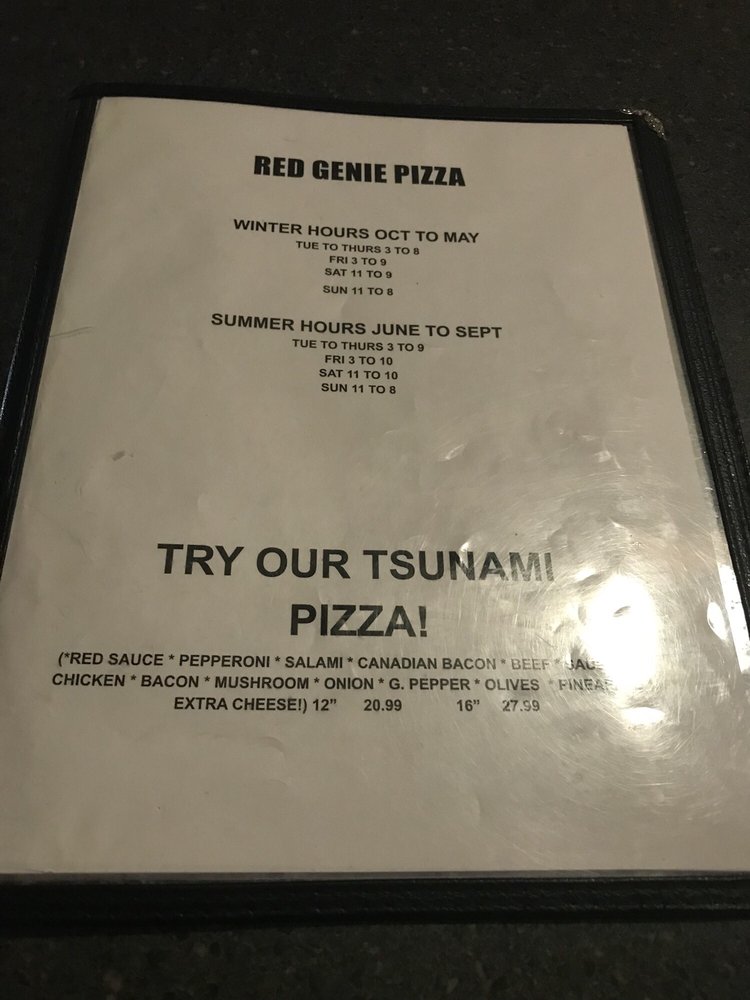 RED GENIE PIZZA
WINTER HOURS OCT TO MAY
TUE TO THURS 3 TO 8
FRI 3 TO 9
SAT 11 TO 9
SUN 11 TO 8
SUMMER HOURS JUNE TO SEPT
TUE TO THURS 3 TO 9
FRI 3 TO 10
SAT 11 TO 10
SUN 11 TO 8
TRY OUR TSUNAMI
PIZZA!
(*RED SAUCE * PEPPERONI * SALAMI * CANADIAN BACON * BEEF *
CHICKEN * BACON * MUSHROOM * ONION * G. PEPPER * OLIVES *
EXTRA CHEESE!) 12” 20.99 16” 27.99